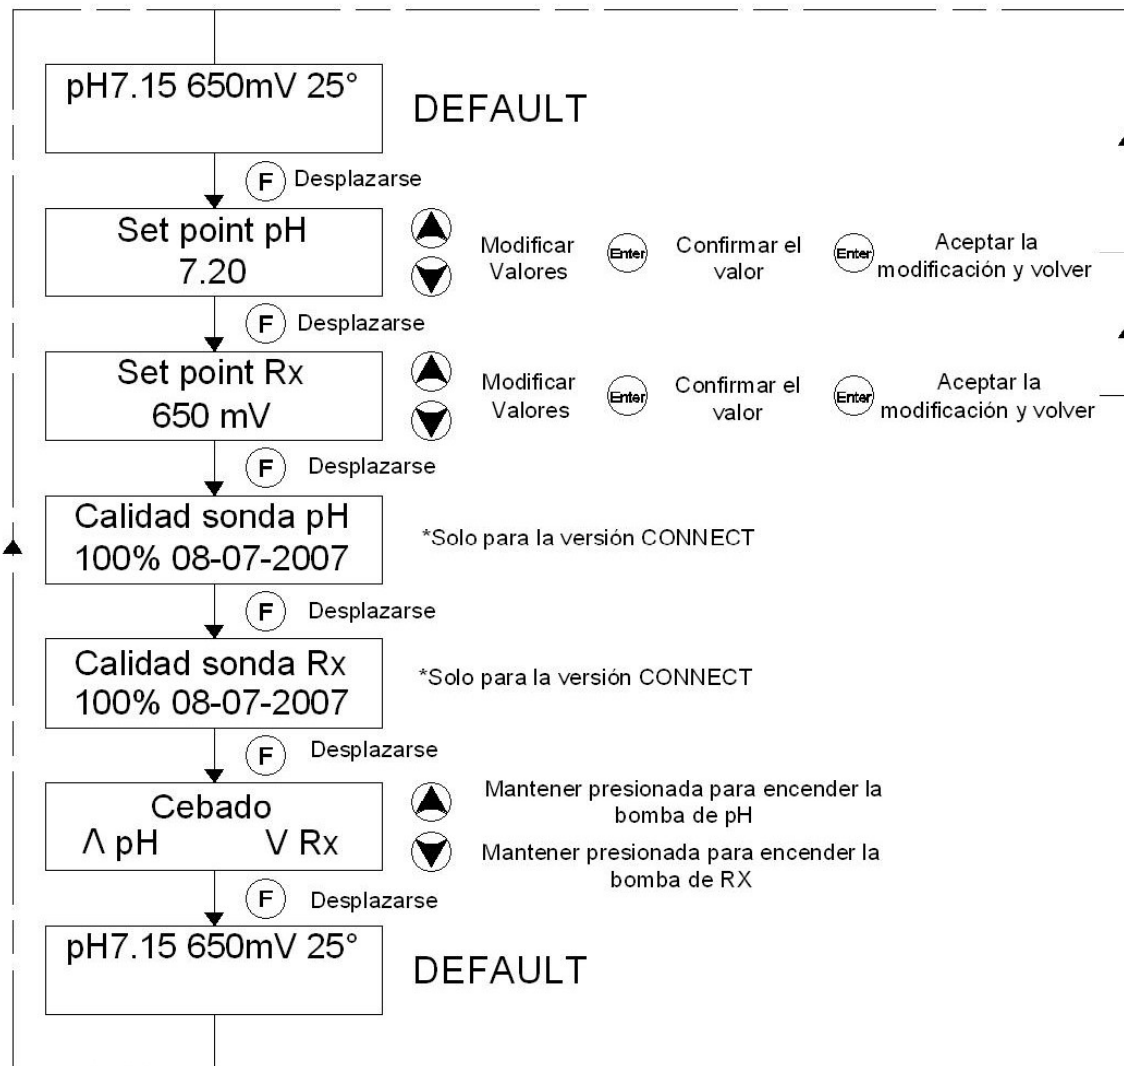 pH7.15 650mV 25°
DEFAULT
F Desplazarse
Set point pH
7.20
Modificar
Valores
Enter
Confirmar el
valor
Enter
Aceptar la
modificación y volver
F Desplazarse
Set point Rx
650 mV
Modificar
Valores
Enter
Confirmar el
valor
Enter
Aceptar la
modificación y volver
F Desplazarse
Calidad sonda pH
100% 08-07-2007
*Solo para la versión CONNECT
F Desplazarse
Calidad sonda Rx
100% 08-07-2007
*Solo para la versión CONNECT
F Desplazarse
Cebado
Λ pH V Rx
Mantener presionada para encender la
bomba de pH
Mantener presionada para encender la
bomba de RX
F Desplazarse
pH7.15 650mV 25°
DEFAULT